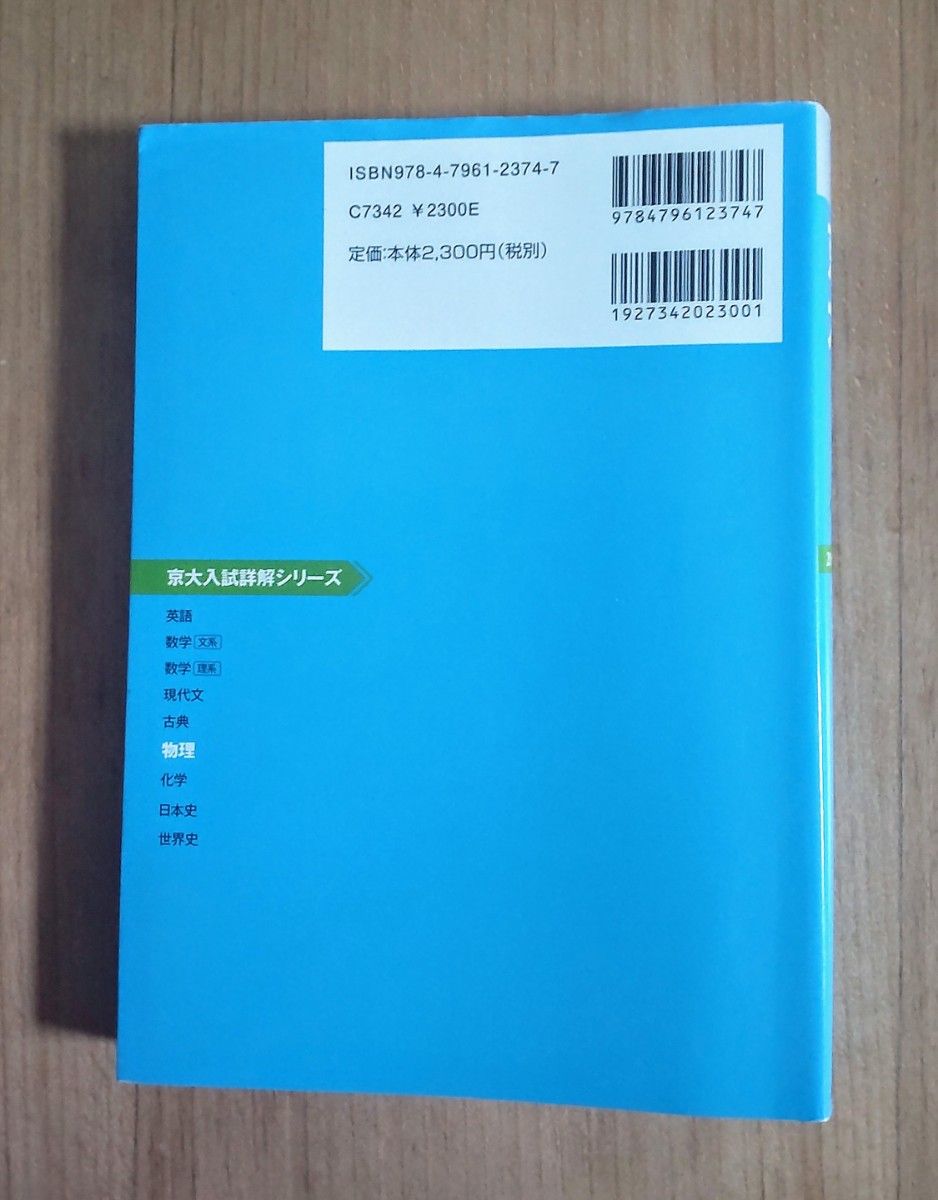 ISBN978-4-7961-2374-7
C7342 ¥2300E
定価:本体2,300円(税別)
9784796123747
1927342023001
京大入試詳解シリーズ
英語
数学 文系
数学 理系
現代文
古典
物理
化学
日本史
世界史